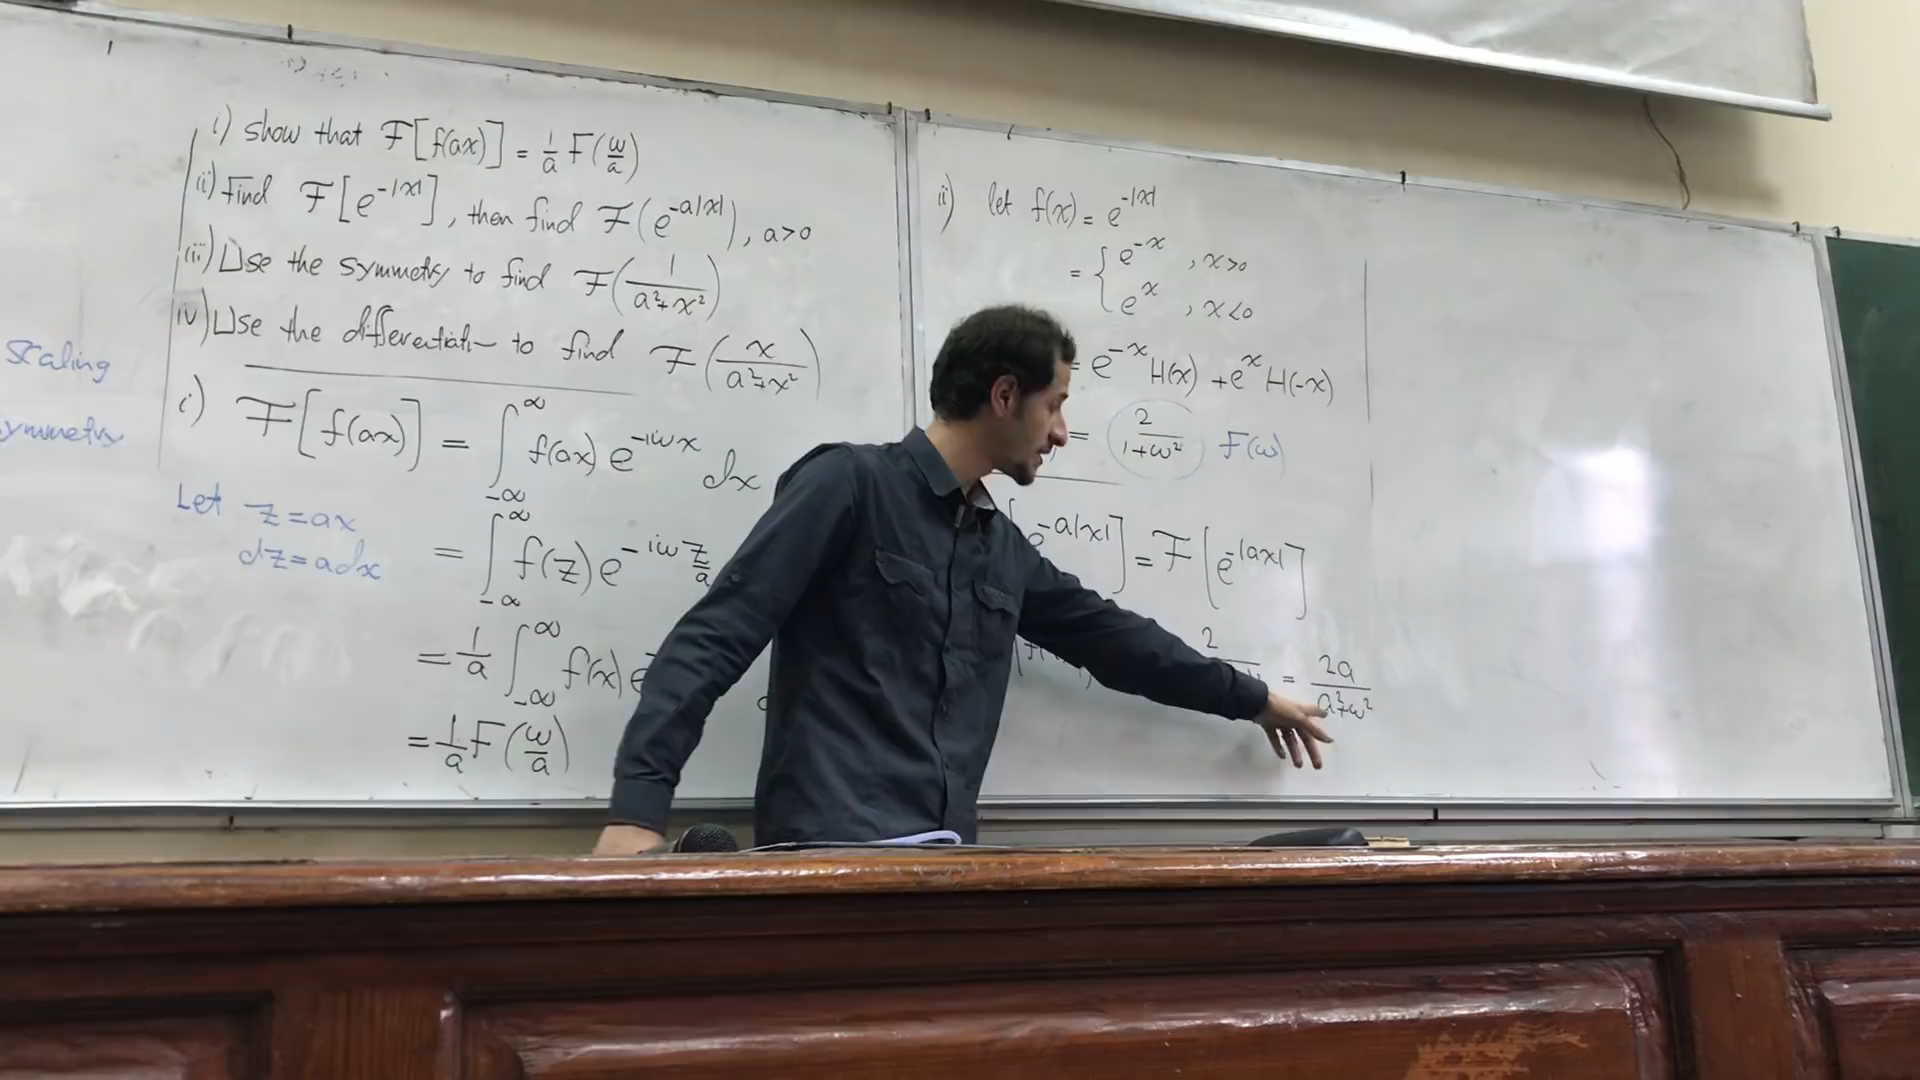 i) show that F[f(ax)] = 1/a F(ω/a)
ii) Find F[e^-|x|], then find F(e^-a|x|), a>0
iii) Use the symmetry to find F(1/(a²+x²))
iv) Use the differentiation to find F(x/(a²+x²))
Scaling
ymmetry
i) F[f(ax)] = ∫_-∞^∞ f(ax) e^-iωx dx
Let z=ax
dz=adx
= ∫_-∞^∞ f(z) e^-iω z/a
= 1/a ∫_-∞^∞ f(x) e
= 1/a F(ω/a)
ii) let f(x) = e^-|x|
= { e^-x , x>0
e^x , x<0
= e^-x H(x) + e^x H(-x)
= 2/(1+ω²) F(ω)
[e^-a|x|] = F[e^-|ax|]
2 = 2a/(a²+ω²)